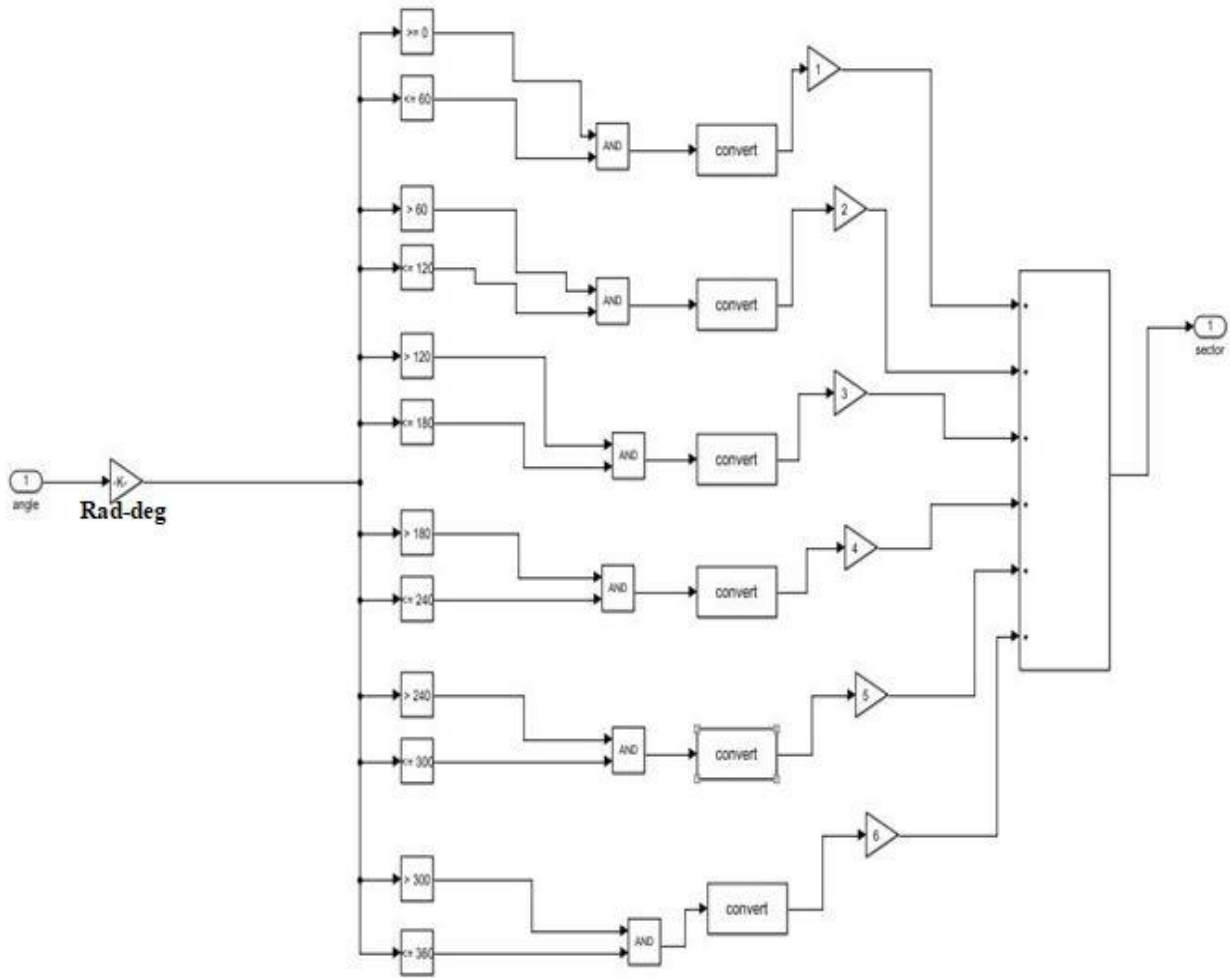 >= 0
<= 60
AND
convert
1
> 60
<= 120
AND
convert
2
> 120
<= 180
AND
convert
3
1
angle
-K-
Rad-deg
> 180
<= 240
AND
convert
4
> 240
<= 300
AND
convert
5
> 300
<= 360
AND
convert
6
+
+
+
+
+
+
1
sector